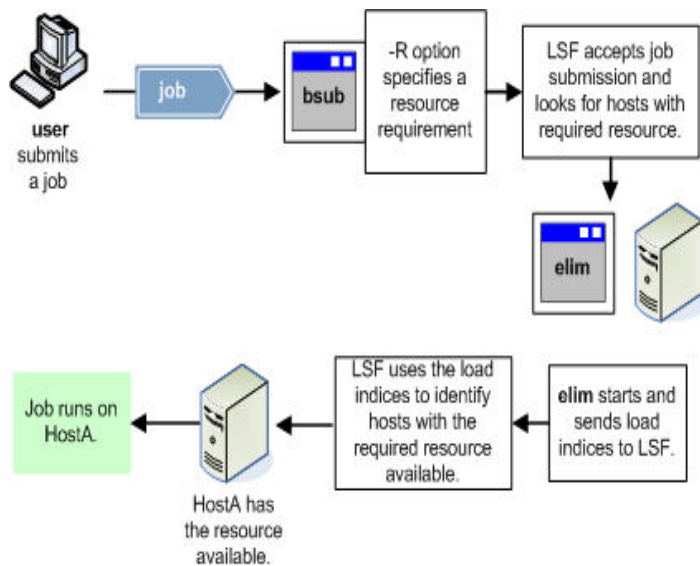 user
submits
a job
job
bsub
-R option
specifies a
resource
requirement
LSF accepts job
submission and
looks for hosts with
required resource.
elim
elim starts and
sends load
indices to LSF.
LSF uses the load
indices to identify
hosts with the
required resource
available.
HostA has
the resource
available.
Job runs on
HostA.